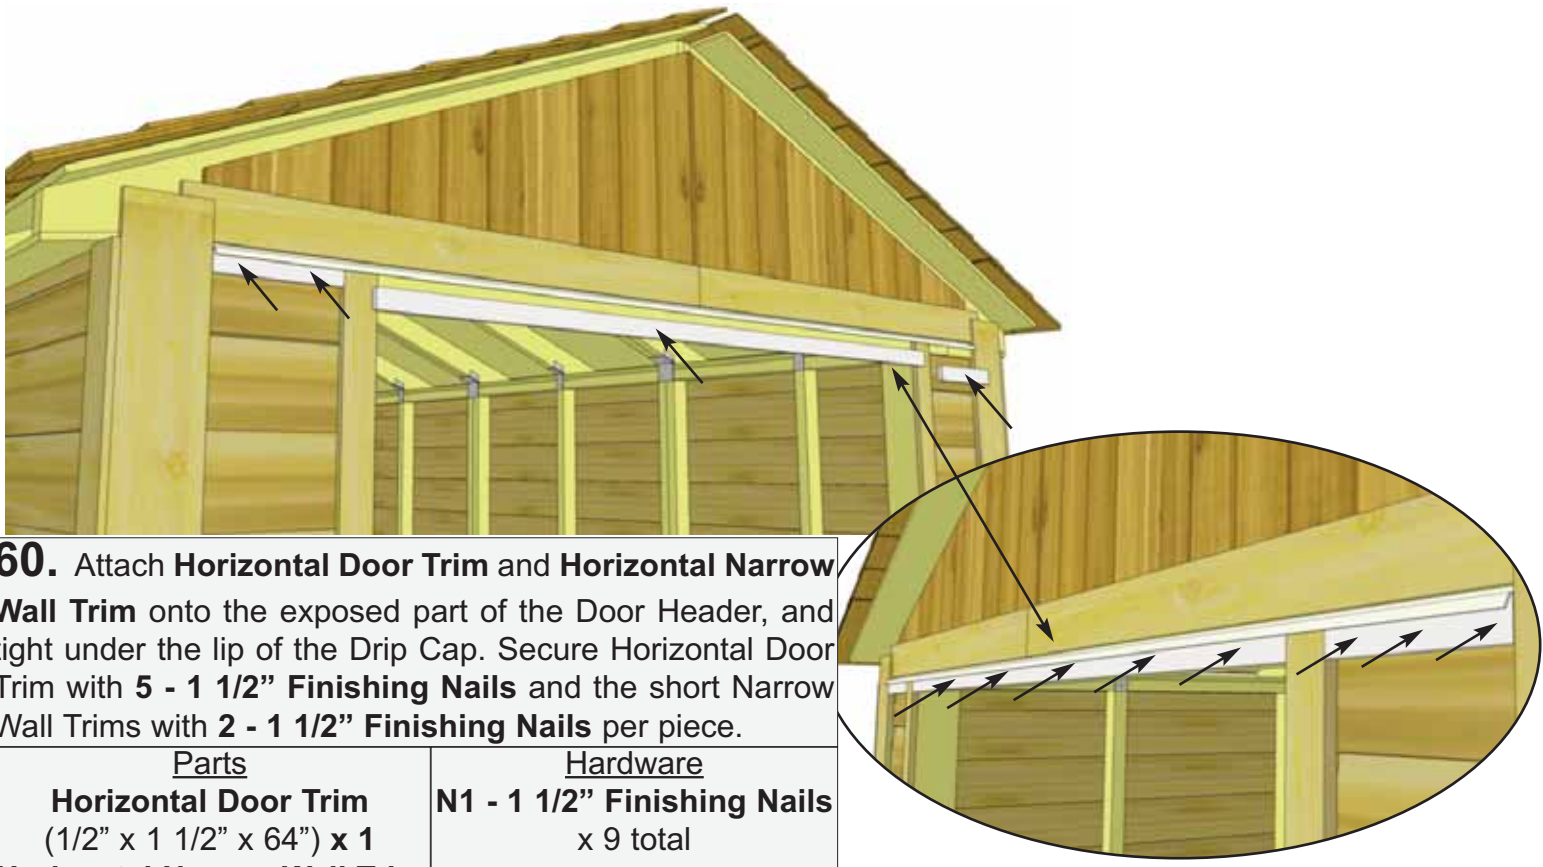 60. Attach Horizontal Door Trim and Horizontal Narrow
Wall Trim onto the exposed part of the Door Header, and
tight under the lip of the Drip Cap. Secure Horizontal Door
Trim with 5 - 1 1/2” Finishing Nails and the short Narrow
Wall Trims with 2 - 1 1/2” Finishing Nails per piece.
Parts
Horizontal Door Trim
(1/2” x 1 1/2” x 64”) x 1
Hardware
N1 - 1 1/2” Finishing Nails
x 9 total